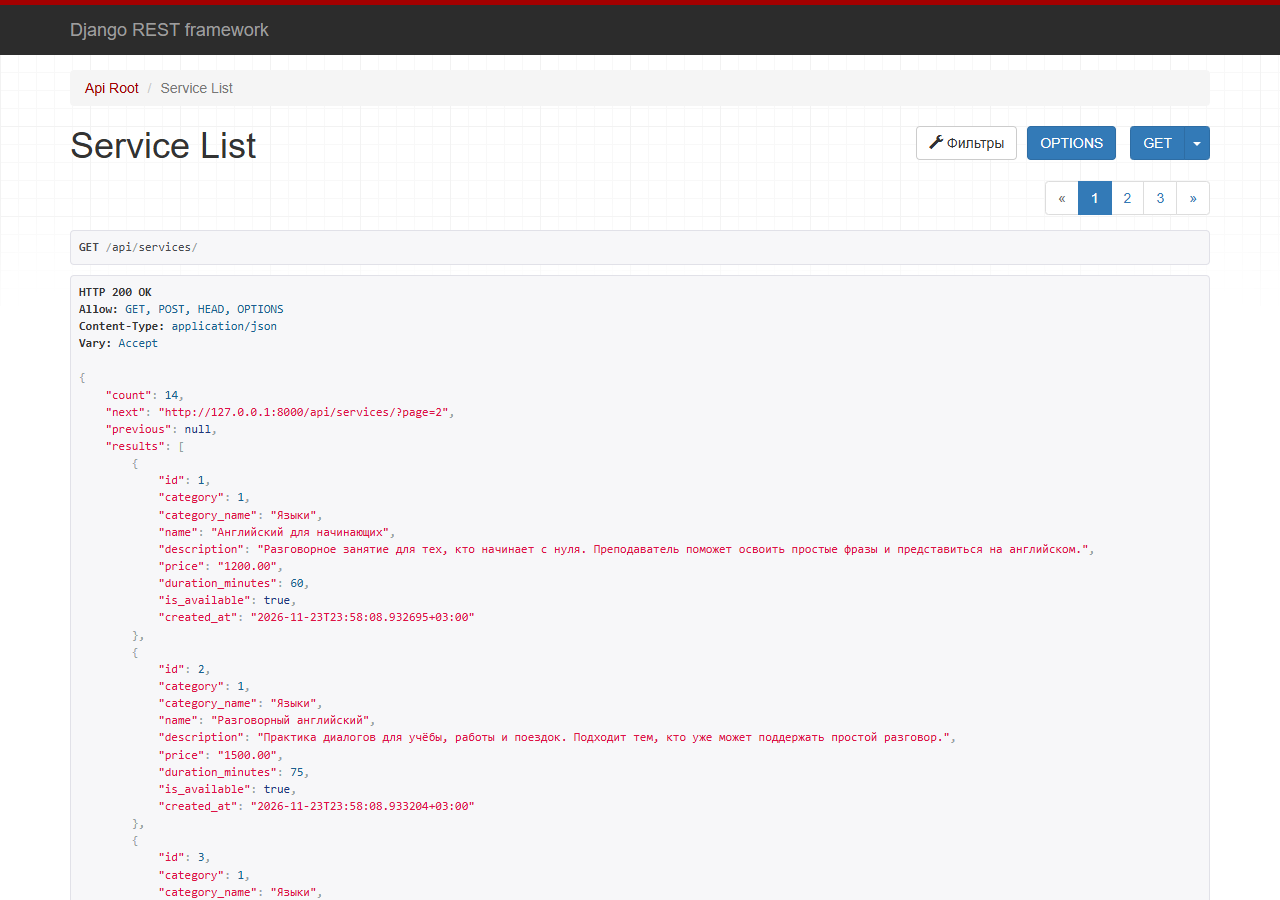 Django REST framework
Api Root / Service List
Service List
Фильтры
OPTIONS
GET
« 1 2 3 »
GET /api/services/
HTTP 200 OK
Allow: GET, POST, HEAD, OPTIONS
Content-Type: application/json
Vary: Accept
{
    "count": 14,
    "next": "http://127.0.0.1:8000/api/services/?page=2",
    "previous": null,
    "results": [
        {
            "id": 1,
            "category": 1,
            "category_name": "Языки",
            "name": "Английский для начинающих",
            "description": "Разговорное занятие для тех, кто начинает с нуля. Преподаватель поможет освоить простые фразы и представиться на английском.",
            "price": "1200.00",
            "duration_minutes": 60,
            "is_available": true,
            "created_at": "2026-11-23T23:58:08.932695+03:00"
        },
        {
            "id": 2,
            "category": 1,
            "category_name": "Языки",
            "name": "Разговорный английский",
            "description": "Практика диалогов для учёбы, работы и поездок. Подходит тем, кто уже может поддержать простой разговор.",
            "price": "1500.00",
            "duration_minutes": 75,
            "is_available": true,
            "created_at": "2026-11-23T23:58:08.933204+03:00"
        },
        {
            "id": 3,
            "category": 1,
            "category_name": "Языки",